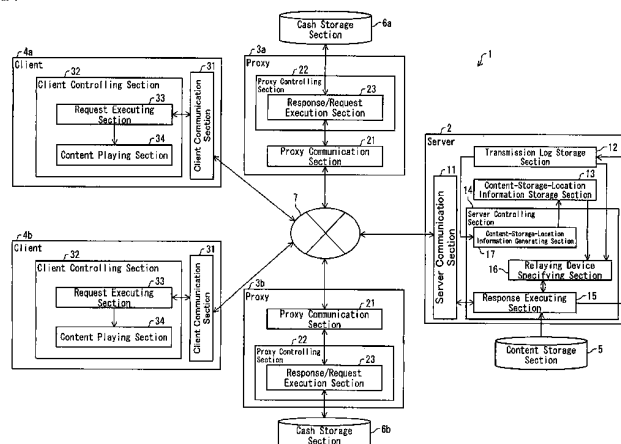 Cash Storage
Section
6a
4a
Client
32
Client Controlling Section
33
Request Executing
Section
34
Content Playing Section
31
Client Communication
Section
3a
Proxy
22
Proxy Controlling
Section
23
Response/Request
Execution Section
21
Proxy Communication
Section
1
2
Server
12
Transmission Log Storage
Section
13
Content-Storage-Location
Information Storage Section
11
Server Communication
Section
14
Server Controlling
Section
Content-Storage-Location
Information Generating Section
17
16
Relaying Device
Specifying Section
Response Executing
Section
15
Content Storage
Section
5
7
4b
Client
32
Client Controlling Section
33
Request Executing
Section
34
Content Playing Section
31
Client Communication
Section
3b
Proxy
21
Proxy Communication
Section
22
Proxy Controlling
Section
23
Response/Request
Execution Section
Cash Storage
Section
6b